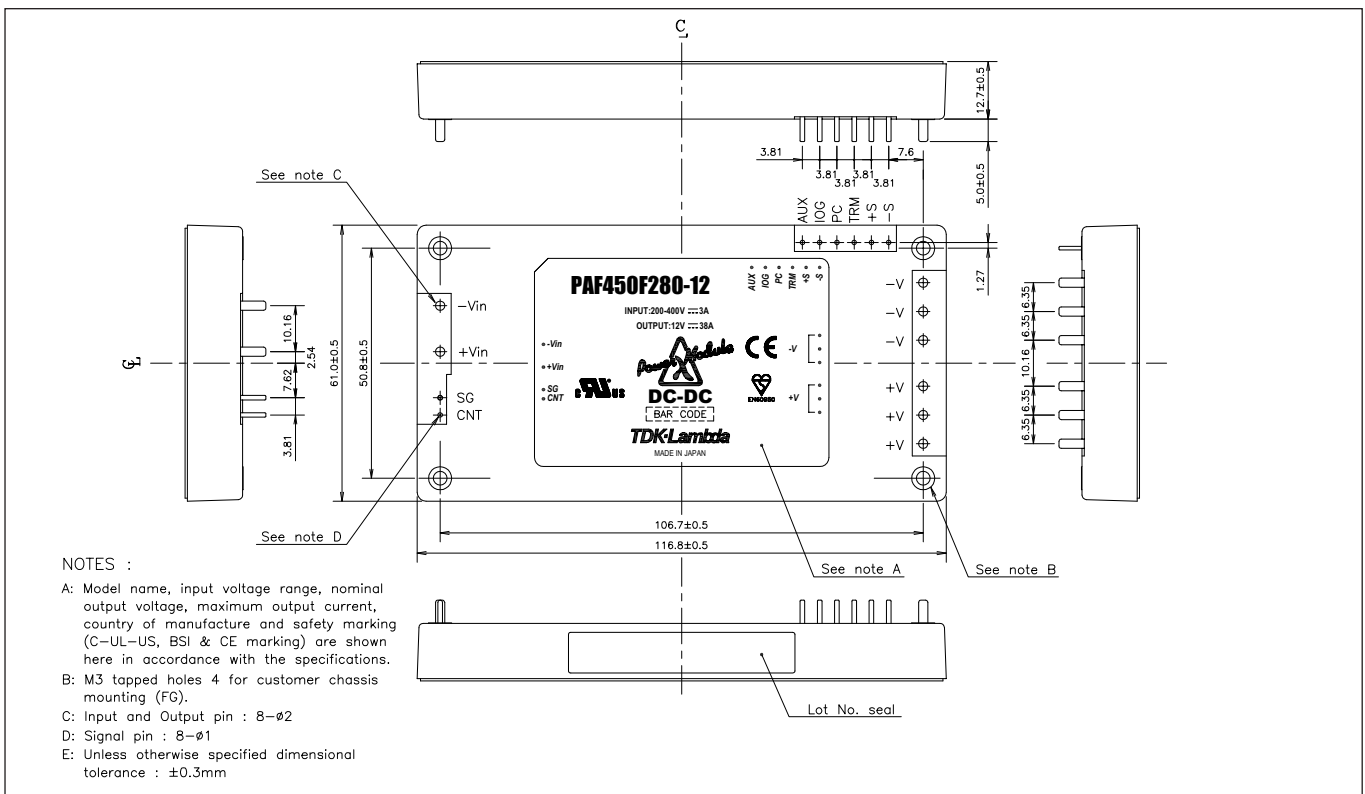 C
L
12.7±0.5
3.81
3.81
3.81
3.81
3.81
7.6
5.0±0.5
See note C
AUX
IOG
PC
TRM
+S
-S
1.27
PAF450F280-12
INPUT:200-400V ⎓3A
OUTPUT:12V ⎓38A
AUX
IOG
PC
TRM
+S
-S
-Vin
+Vin
SG
CNT
-V
+V
Power Module
X
DC-DC
C UL US
CE
EN60950
BAR CODE
TDK·Lambda
MADE IN JAPAN
−Vin
+Vin
SG
CNT
−V
−V
−V
+V
+V
+V
10.16
2.54
7.62
3.81
C
L
61.0±0.5
50.8±0.5
6.35
6.35
10.16
6.35
6.35
106.7±0.5
116.8±0.5
See note D
See note A
See note B
Lot No. seal
NOTES :
A: Model name, input voltage range, nominal
output voltage, maximum output current,
country of manufacture and safety marking
(C−UL−US, BSI & CE marking) are shown
here in accordance with the specifications.
B: M3 tapped holes 4 for customer chassis
mounting (FG).
C: Input and Output pin : 8−ø2
D: Signal pin : 8−ø1
E: Unless otherwise specified dimensional
tolerance : ±0.3mm